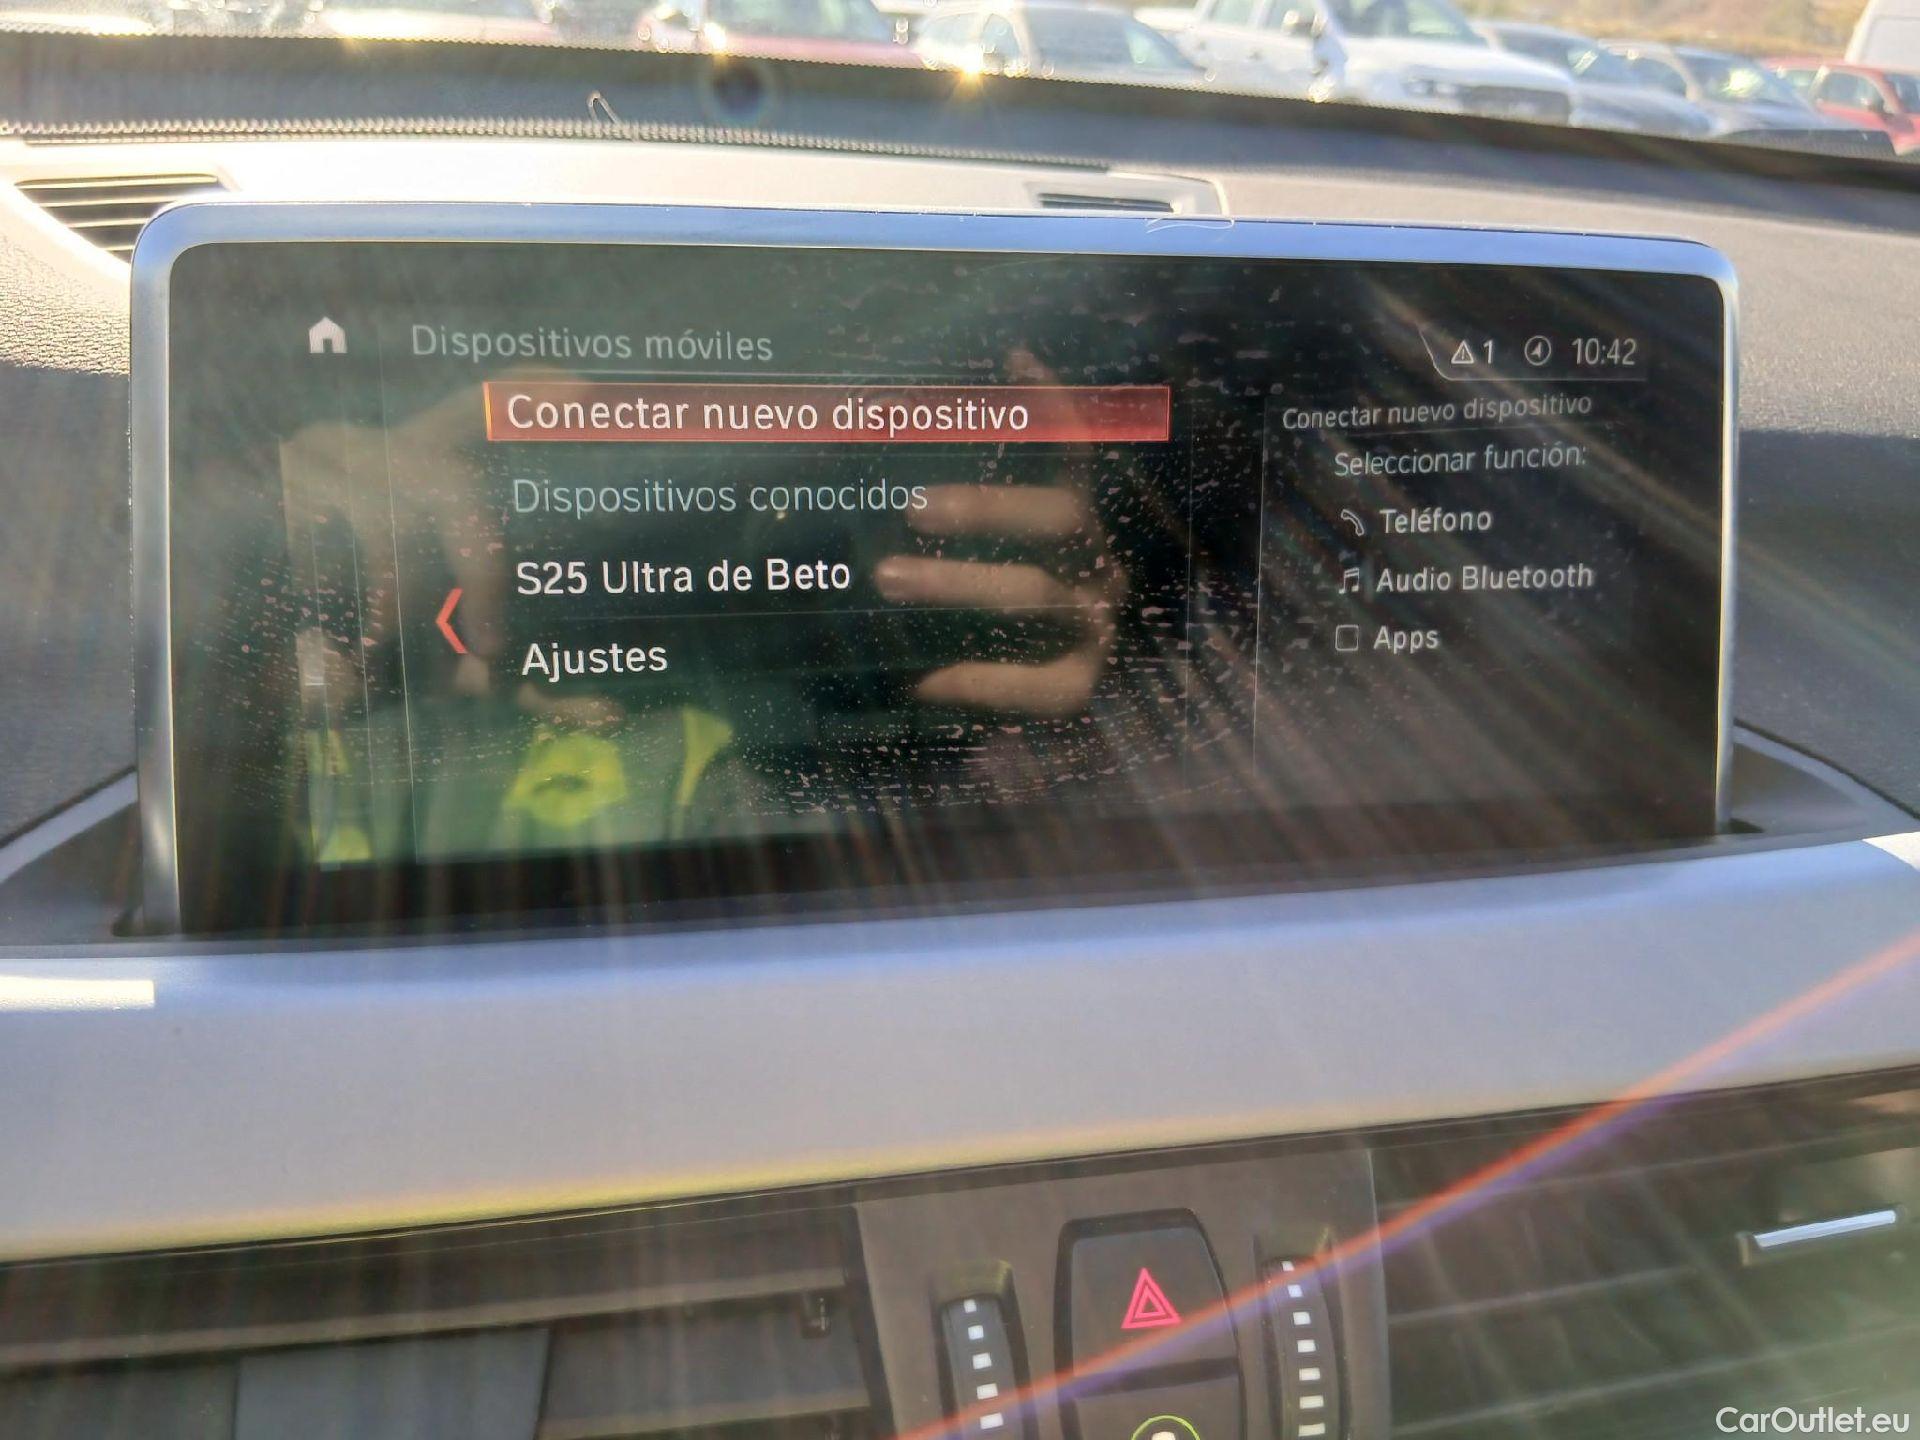 Dispositivos móviles
1 10:42
Conectar nuevo dispositivo
Dispositivos conocidos
S25 Ultra de Beto
Ajustes
Conectar nuevo dispositivo
Seleccionar función:
Teléfono
Audio Bluetooth
Apps
CarOutlet.eu